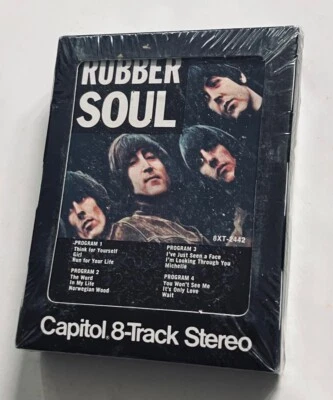 RUBBER
SOUL
8XT-2442
PROGRAM 1
Think for Yourself
Girl
Run for Your Life
PROGRAM 2
The Word
In My Life
Norwegian Wood
PROGRAM 3
I've Just Seen a Face
I'm Looking Through You
Michelle
PROGRAM 4
You Won't See Me
It's Only Love
Wait
Capitol® 8-Track Stereo